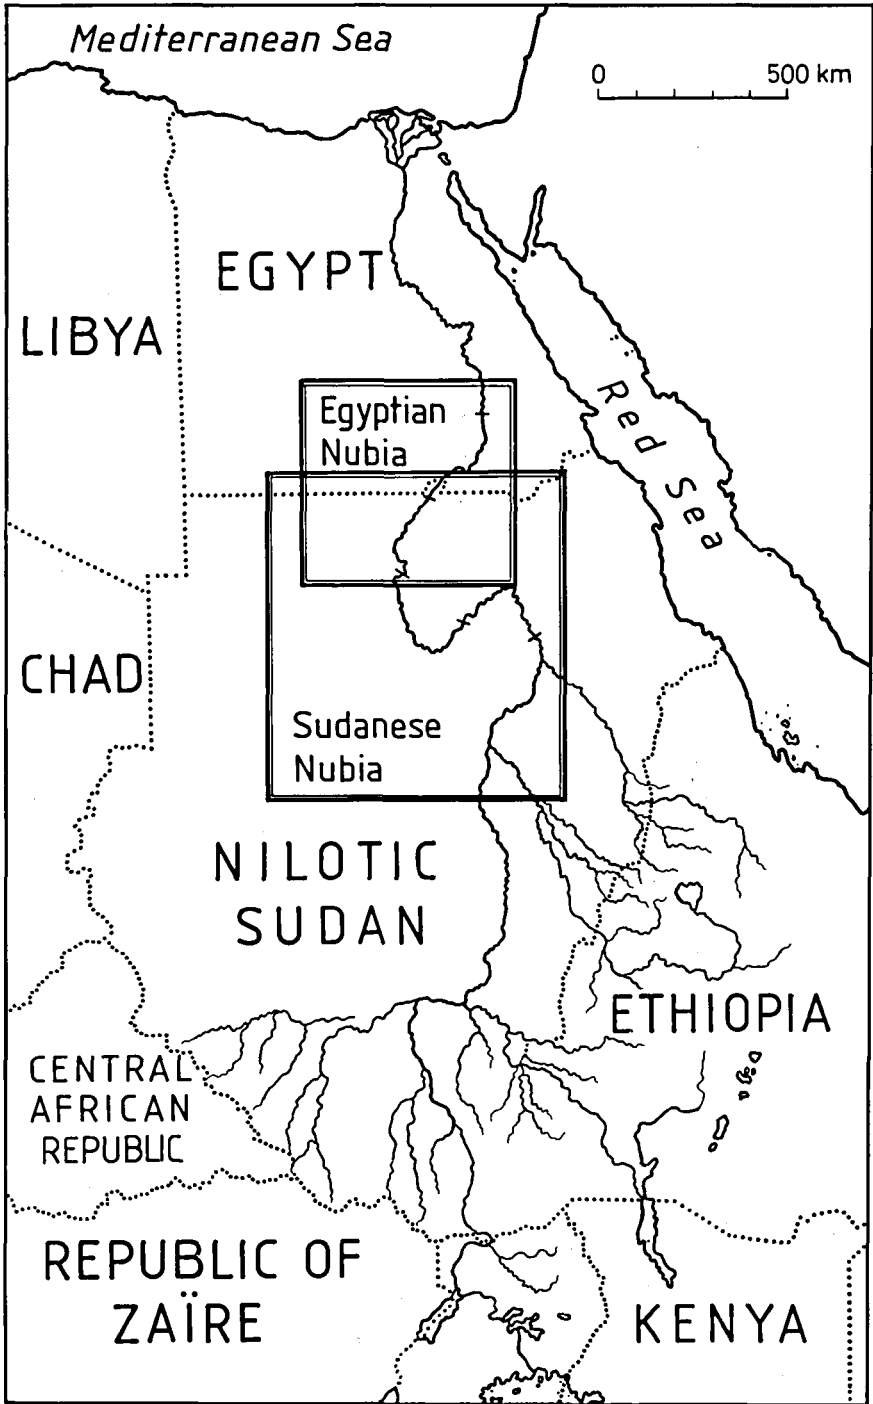 Mediterranean Sea
0 500 km
EGYPT
LIBYA
Red Sea
Egyptian
Nubia
CHAD
Sudanese
Nubia
NILOTIC
SUDAN
ETHIOPIA
CENTRAL
AFRICAN
REPUBLIC
REPUBLIC OF
ZAÏRE
KENYA